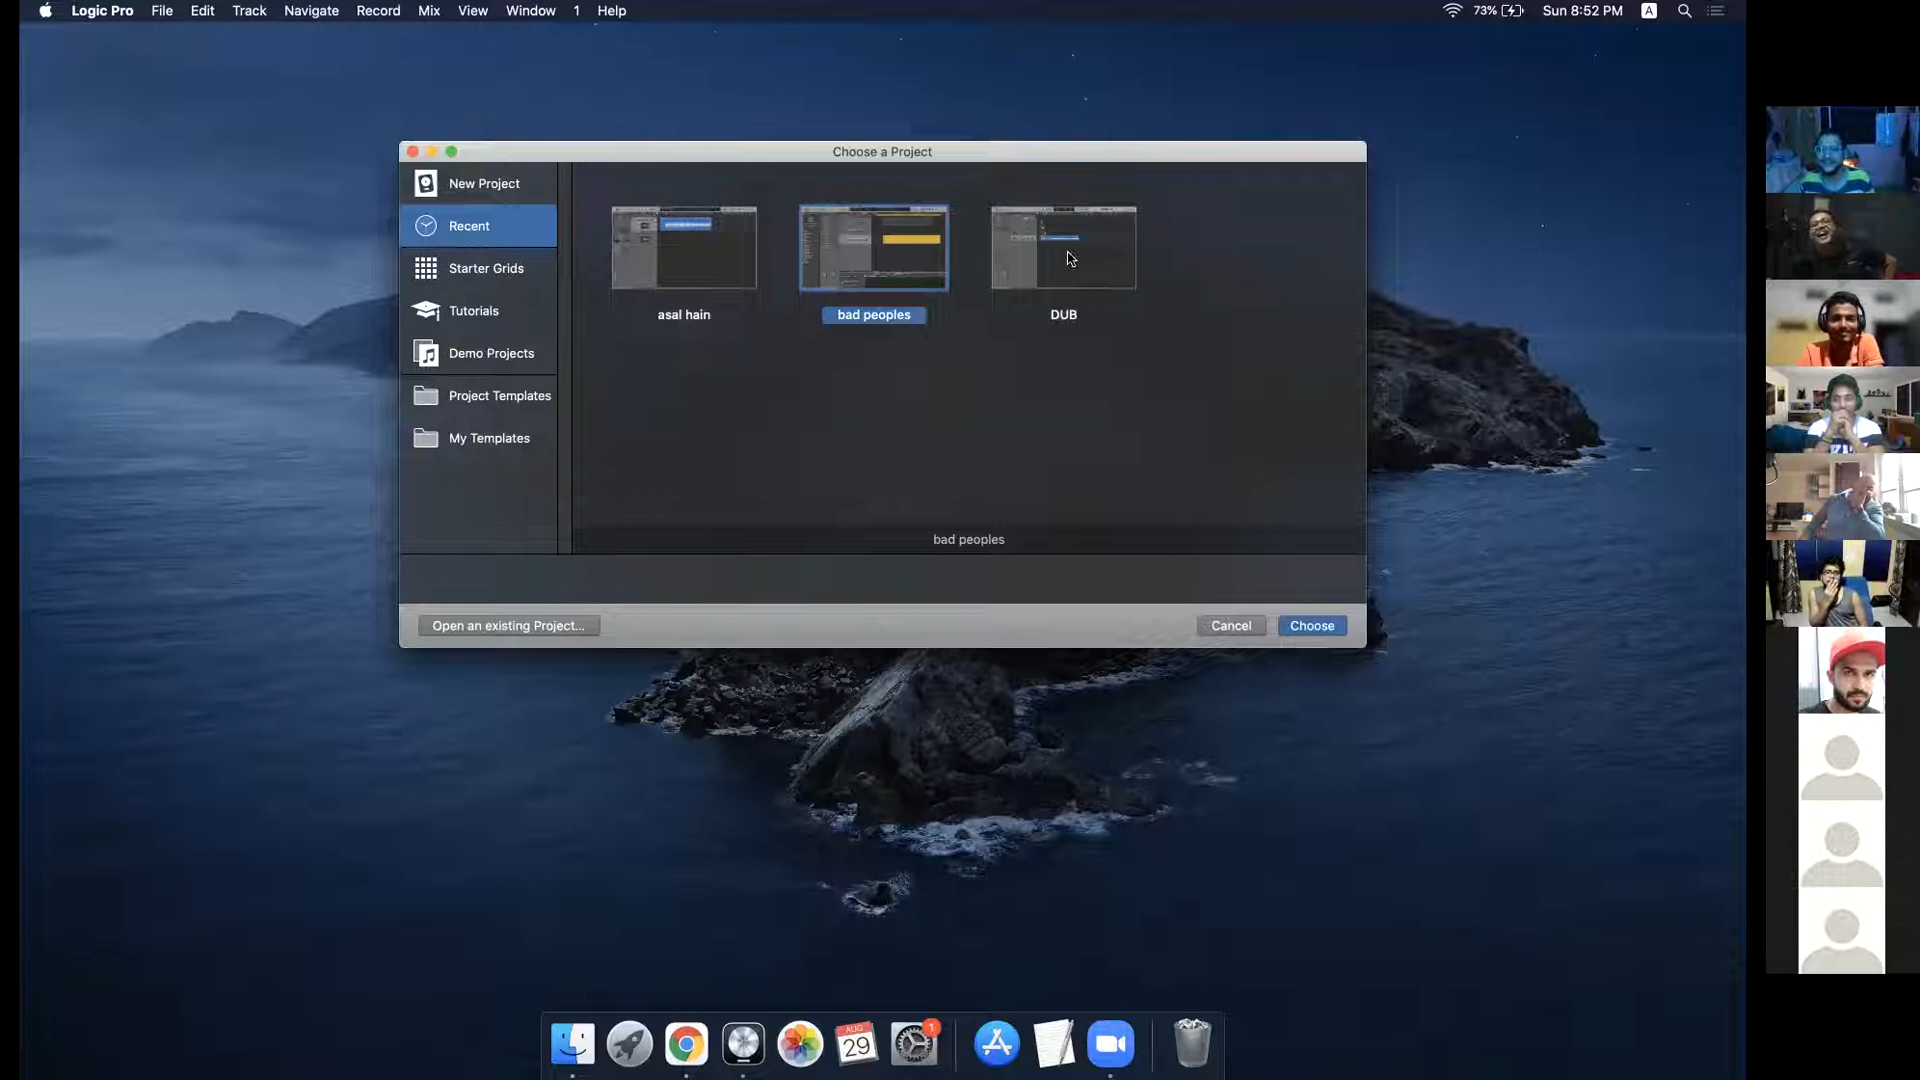 Logic Pro File Edit Track Navigate Record Mix View Window 1 Help 73% Sun 8:52 PM A
Choose a Project
New Project
Recent
Starter Grids
Tutorials
Demo Projects
Project Templates
My Templates
asal hain bad peoples DUB
bad peoples
Open an existing Project... Cancel Choose
AUG
29
1